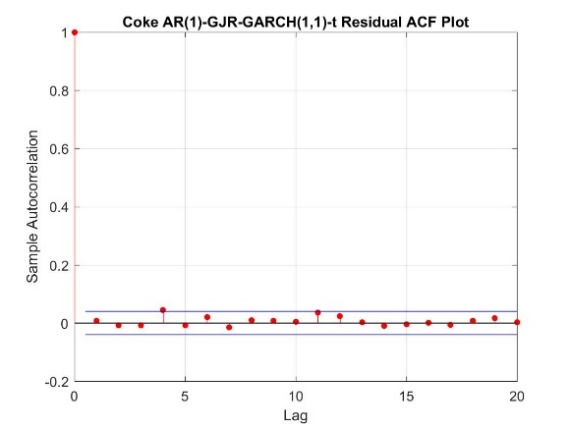 Coke AR(1)-GJR-GARCH(1,1)-t Residual ACF Plot
1
0.8
0.6
0.4
0.2
0
-0.2
Sample Autocorrelation
0 5 10 15 20
Lag